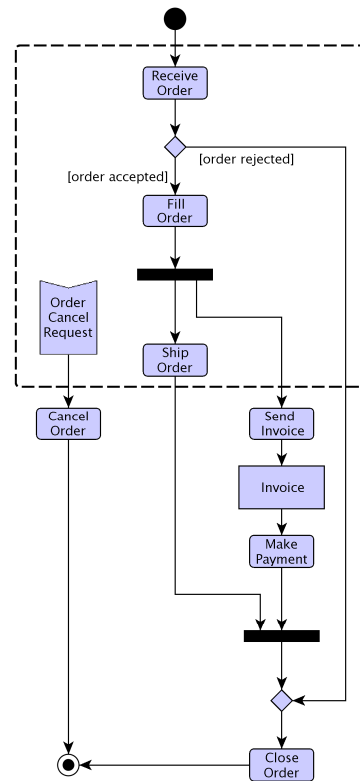 Receive
Order
[order rejected]
[order accepted]
Fill
Order
Order
Cancel
Request
Ship
Order
Cancel
Order
Send
Invoice
Invoice
Make
Payment
Close
Order